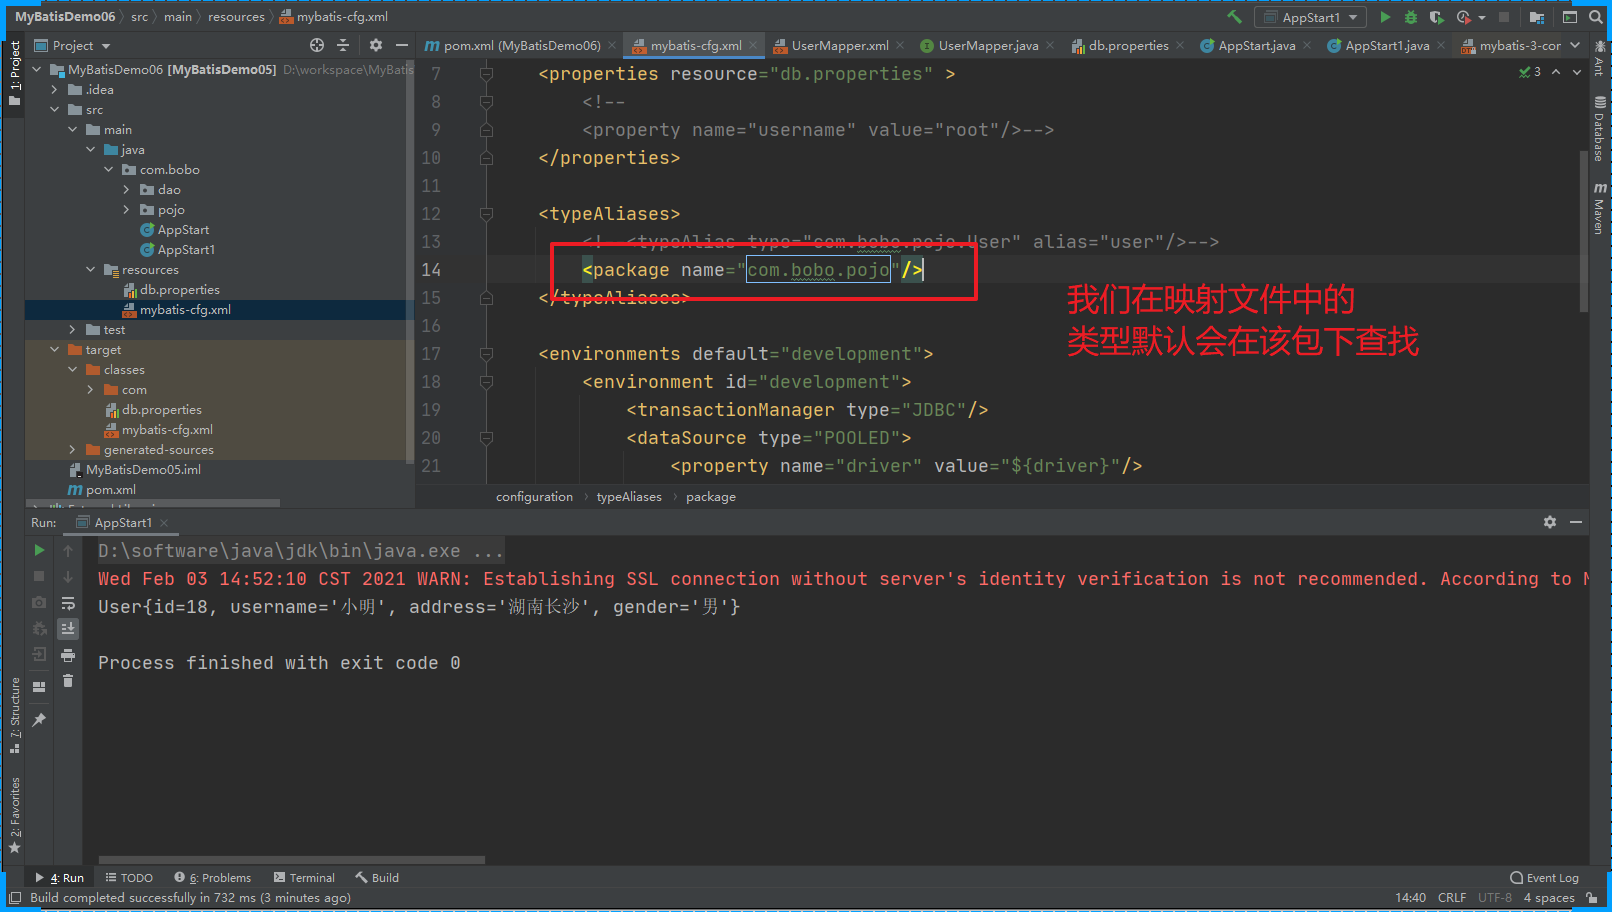 MyBatisDemo06 src main resources mybatis-cfg.xml
AppStart1
Project
pom.xml (MyBatisDemo06) mybatis-cfg.xml UserMapper.xml UserMapper.java db.properties AppStart.java AppStart1.java mybatis-3-cor
1: Project
MyBatisDemo06 [MyBatisDemo05] D:\workspace\MyBatis
.idea
src
main
java
com.bobo
dao
pojo
AppStart
AppStart1
resources
db.properties
mybatis-cfg.xml
test
target
classes
com
db.properties
mybatis-cfg.xml
generated-sources
MyBatisDemo05.iml
pom.xml
3
7 <properties resource="db.properties" >
8 <!--
9 <property name="username" value="root"/>-->
10 </properties>
11
12 <typeAliases>
13 <!-- <typeAlias type="com.bobo.pojo.User" alias="user"/>-->
14 <package name="com.bobo.pojo"/>
15 </typeAliases>
16
17 <environments default="development">
18 <environment id="development">
19 <transactionManager type="JDBC"/>
20 <dataSource type="POOLED">
21 <property name="driver" value="${driver}"/>
我们在映射文件中的
类型默认会在该包下查找
configuration typeAliases package
Ant
Database
Maven
Run: AppStart1
D:\software\java\jdk\bin\java.exe ...
Wed Feb 03 14:52:10 CST 2021 WARN: Establishing SSL connection without server's identity verification is not recommended. According to
User{id=18, username='小明', address='湖南长沙', gender='男'}
Process finished with exit code 0
7: Structure
2: Favorites
4: Run TODO 6: Problems Terminal Build Event Log
Build completed successfully in 732 ms (3 minutes ago) 14:40 CRLF UTF-8 4 spaces